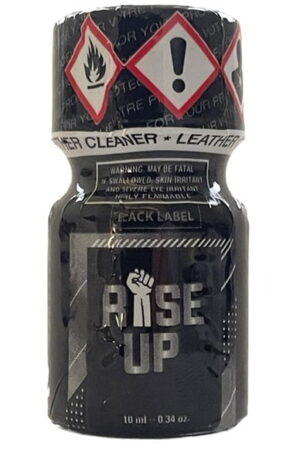 HER CLEANER * LEATHER
WARNING. MAY BE FATAL
IF SWALLOWED. SKIN IRRITANT
AND SEVERE EYE IRRITANT
HIGHLY FLAMMABLE
BLACK LABEL
RISE
UP
10 ml - 0.34 oz.